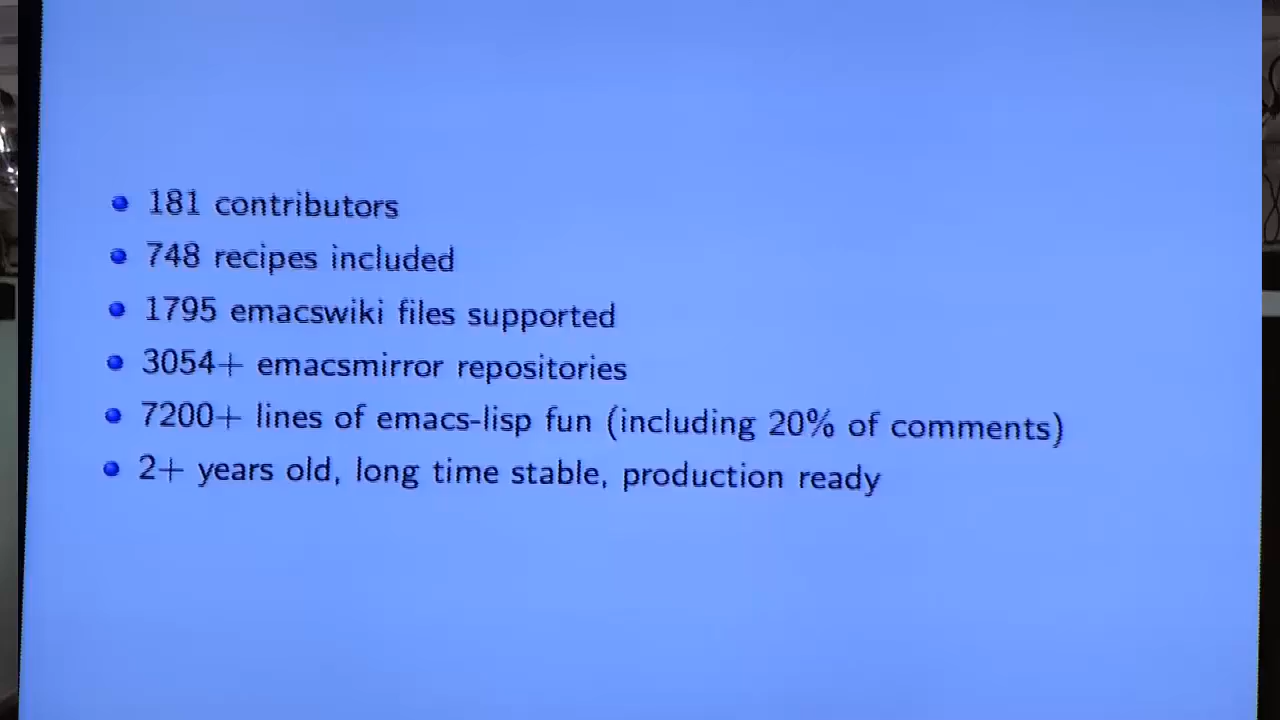 181 contributors
748 recipes included
1795 emacswiki files supported
3054+ emacsmirror repositories
7200+ lines of emacs-lisp fun (including 20% of comments)
2+ years old, long time stable, production ready